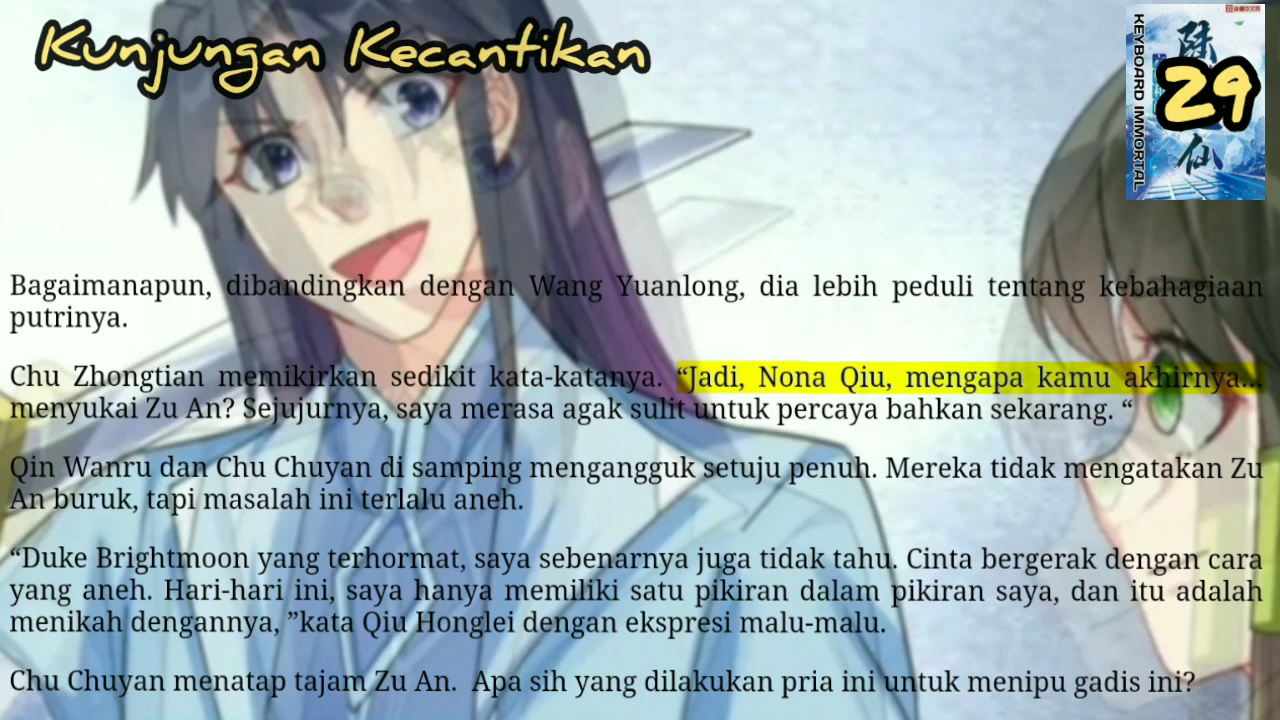 Kunjungan Kecantikan
KEYBOARD IMMORTAL
29
仙
Bagaimanapun, dibandingkan dengan Wang Yuanlong, dia lebih peduli tentang kebahagiaan
putrinya.
Chu Zhongtian memikirkan sedikit kata-katanya. “Jadi, Nona Qiu, mengapa kamu akhirnya...
menyukai Zu An? Sejujurnya, saya merasa agak sulit untuk percaya bahkan sekarang. “
Qin Wanru dan Chu Chuyan di samping mengangguk setuju penuh. Mereka tidak mengatakan Zu
An buruk, tapi masalah ini terlalu aneh.
“Duke Brightmoon yang terhormat, saya sebenarnya juga tidak tahu. Cinta bergerak dengan cara
yang aneh. Hari-hari ini, saya hanya memiliki satu pikiran dalam pikiran saya, dan itu adalah
menikah dengannya, ”kata Qiu Honglei dengan ekspresi malu-malu.
Chu Chuyan menatap tajam Zu An. Apa sih yang dilakukan pria ini untuk menipu gadis ini?